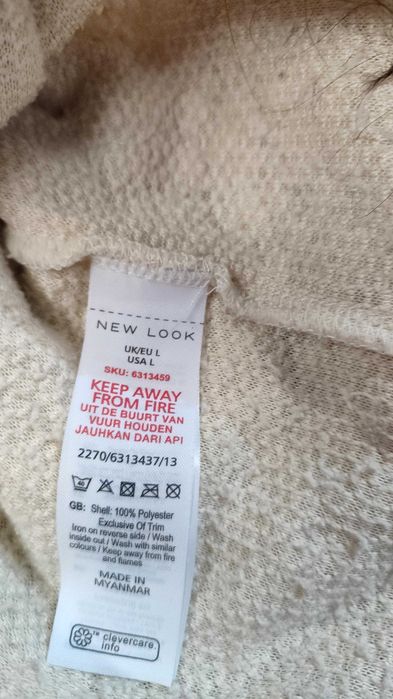 NEW LOOK
UK/EU L
USA L
SKU: 6313459
KEEP AWAY
FROM FIRE
UIT DE BUURT VAN
VUUR HOUDEN
JAUHKAN DARI API
2270/6313437/13
40
GB: Shell: 100% Polyester
Exclusive Of Trim
Iron on reverse side / Wash
inside out / Wash with similar
colours / Keep away from fire
and flames
MADE IN
MYANMAR
™ clevercare.
info